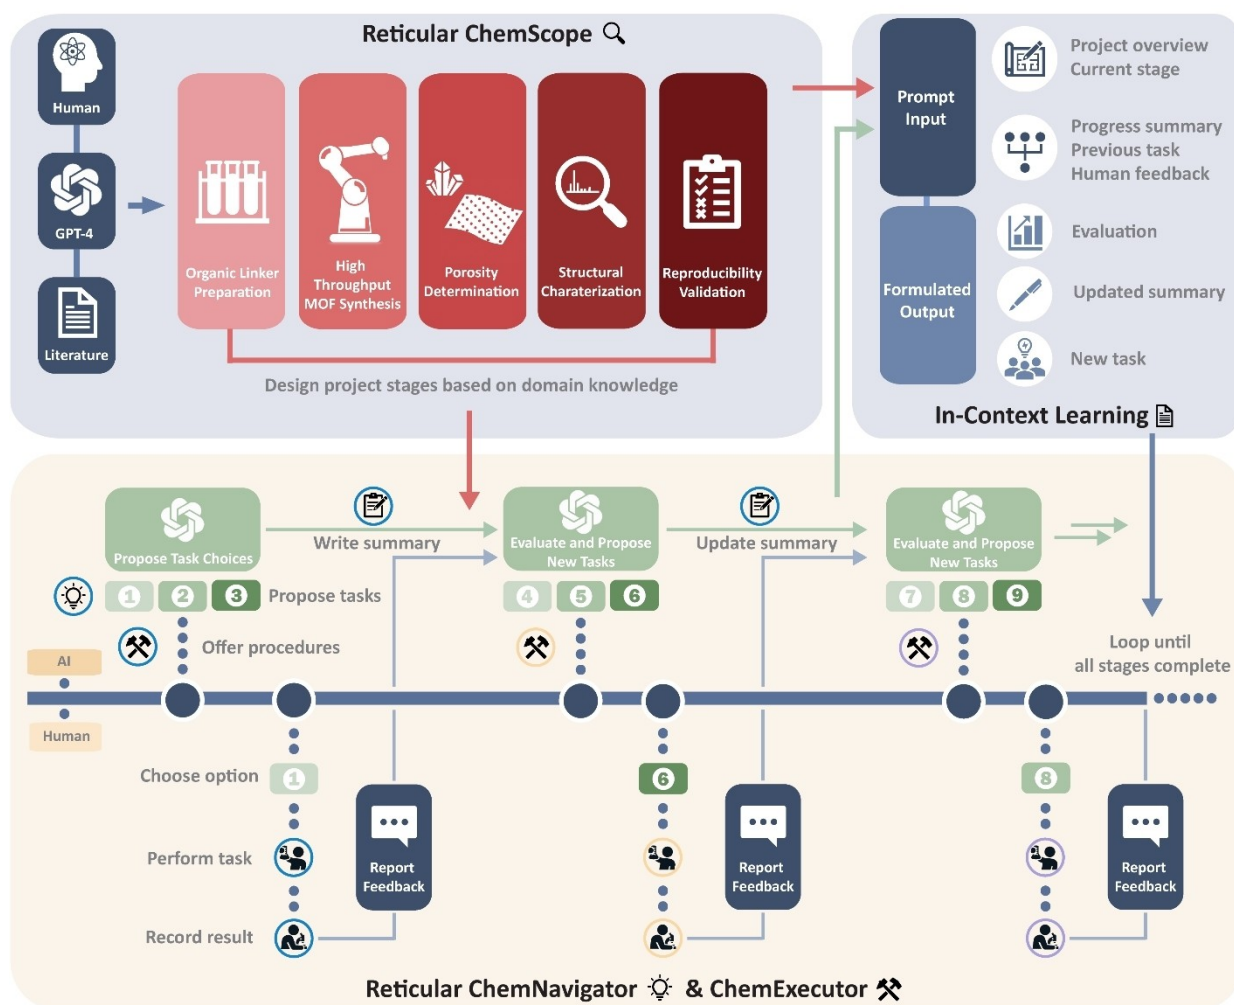 Reticular ChemScope
Human
GPT-4
Literature
Organic Linker
Preparation
High
Throughput
MOF Synthesis
Porosity
Determination
Structural
Charaterization
Reproducibility
Validation
Design project stages based on domain knowledge
Prompt
Input
Formulated
Output
Project overview
Current stage
Progress summary
Previous task
Human feedback
Evaluation
Updated summary
New task
In-Context Learning
Propose Task Choices
Write summary
Evaluate and Propose
New Tasks
Update summary
Evaluate and Propose
New Tasks
1 2 3 Propose tasks
4 5 6
7 8 9
Offer procedures
Loop until
all stages complete
AI
Human
Choose option
1
6
8
Perform task
Record result
Report
Feedback
Report
Feedback
Report
Feedback
Reticular ChemNavigator & ChemExecutor